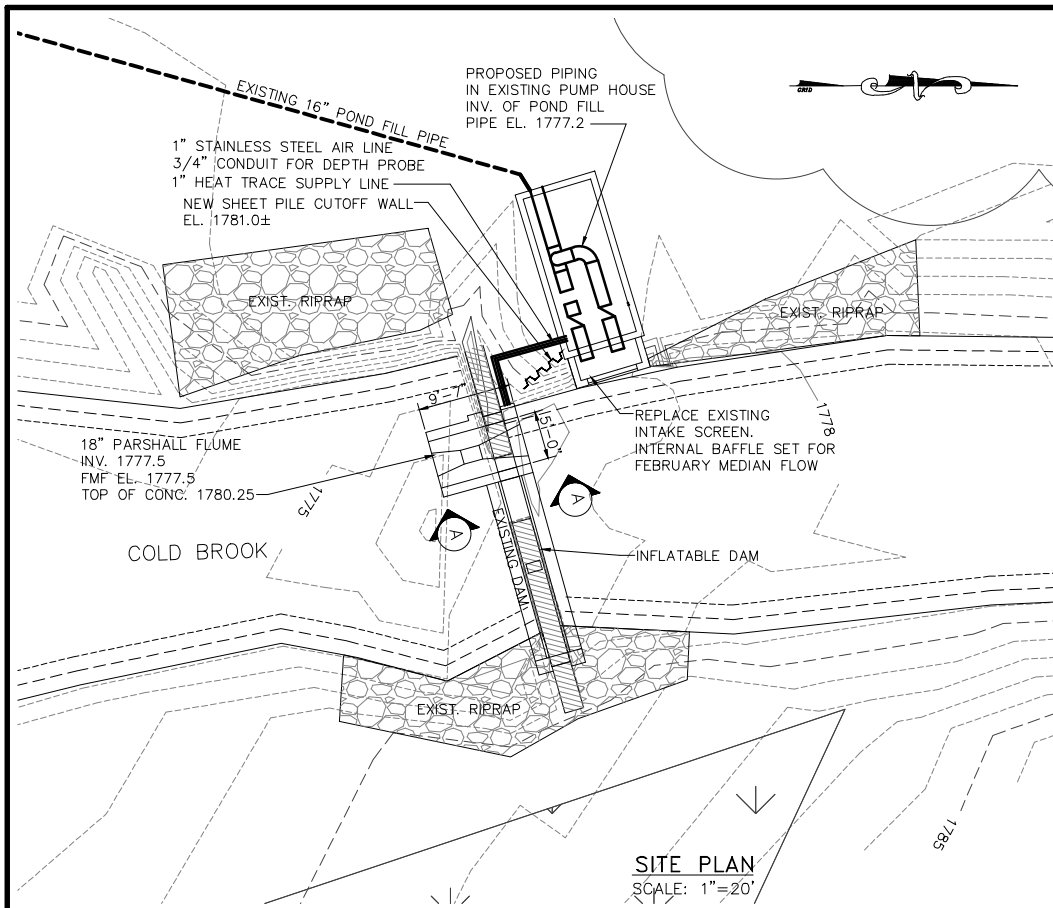 EXISTING 16" POND FILL PIPE
PROPOSED PIPING
IN EXISTING PUMP HOUSE
INV. OF POND FILL
PIPE EL. 1777.2
GRID
N
1" STAINLESS STEEL AIR LINE
3/4" CONDUIT FOR DEPTH PROBE
1" HEAT TRACE SUPPLY LINE
NEW SHEET PILE CUTOFF WALL
EL. 1781.0±
EXIST. RIPRAP
EXIST. RIPRAP
5'-0"
1778
REPLACE EXISTING
INTAKE SCREEN.
INTERNAL BAFFLE SET FOR
FEBRUARY MEDIAN FLOW
18" PARSHALL FLUME
INV. 1777.5
FMF EL. 1777.5
TOP OF CONC. 1780.25
1775
A
A
COLD BROOK
EXISTING DAM
INFLATABLE DAM
EXIST. RIPRAP
1785
SITE PLAN
SCALE: 1"=20'